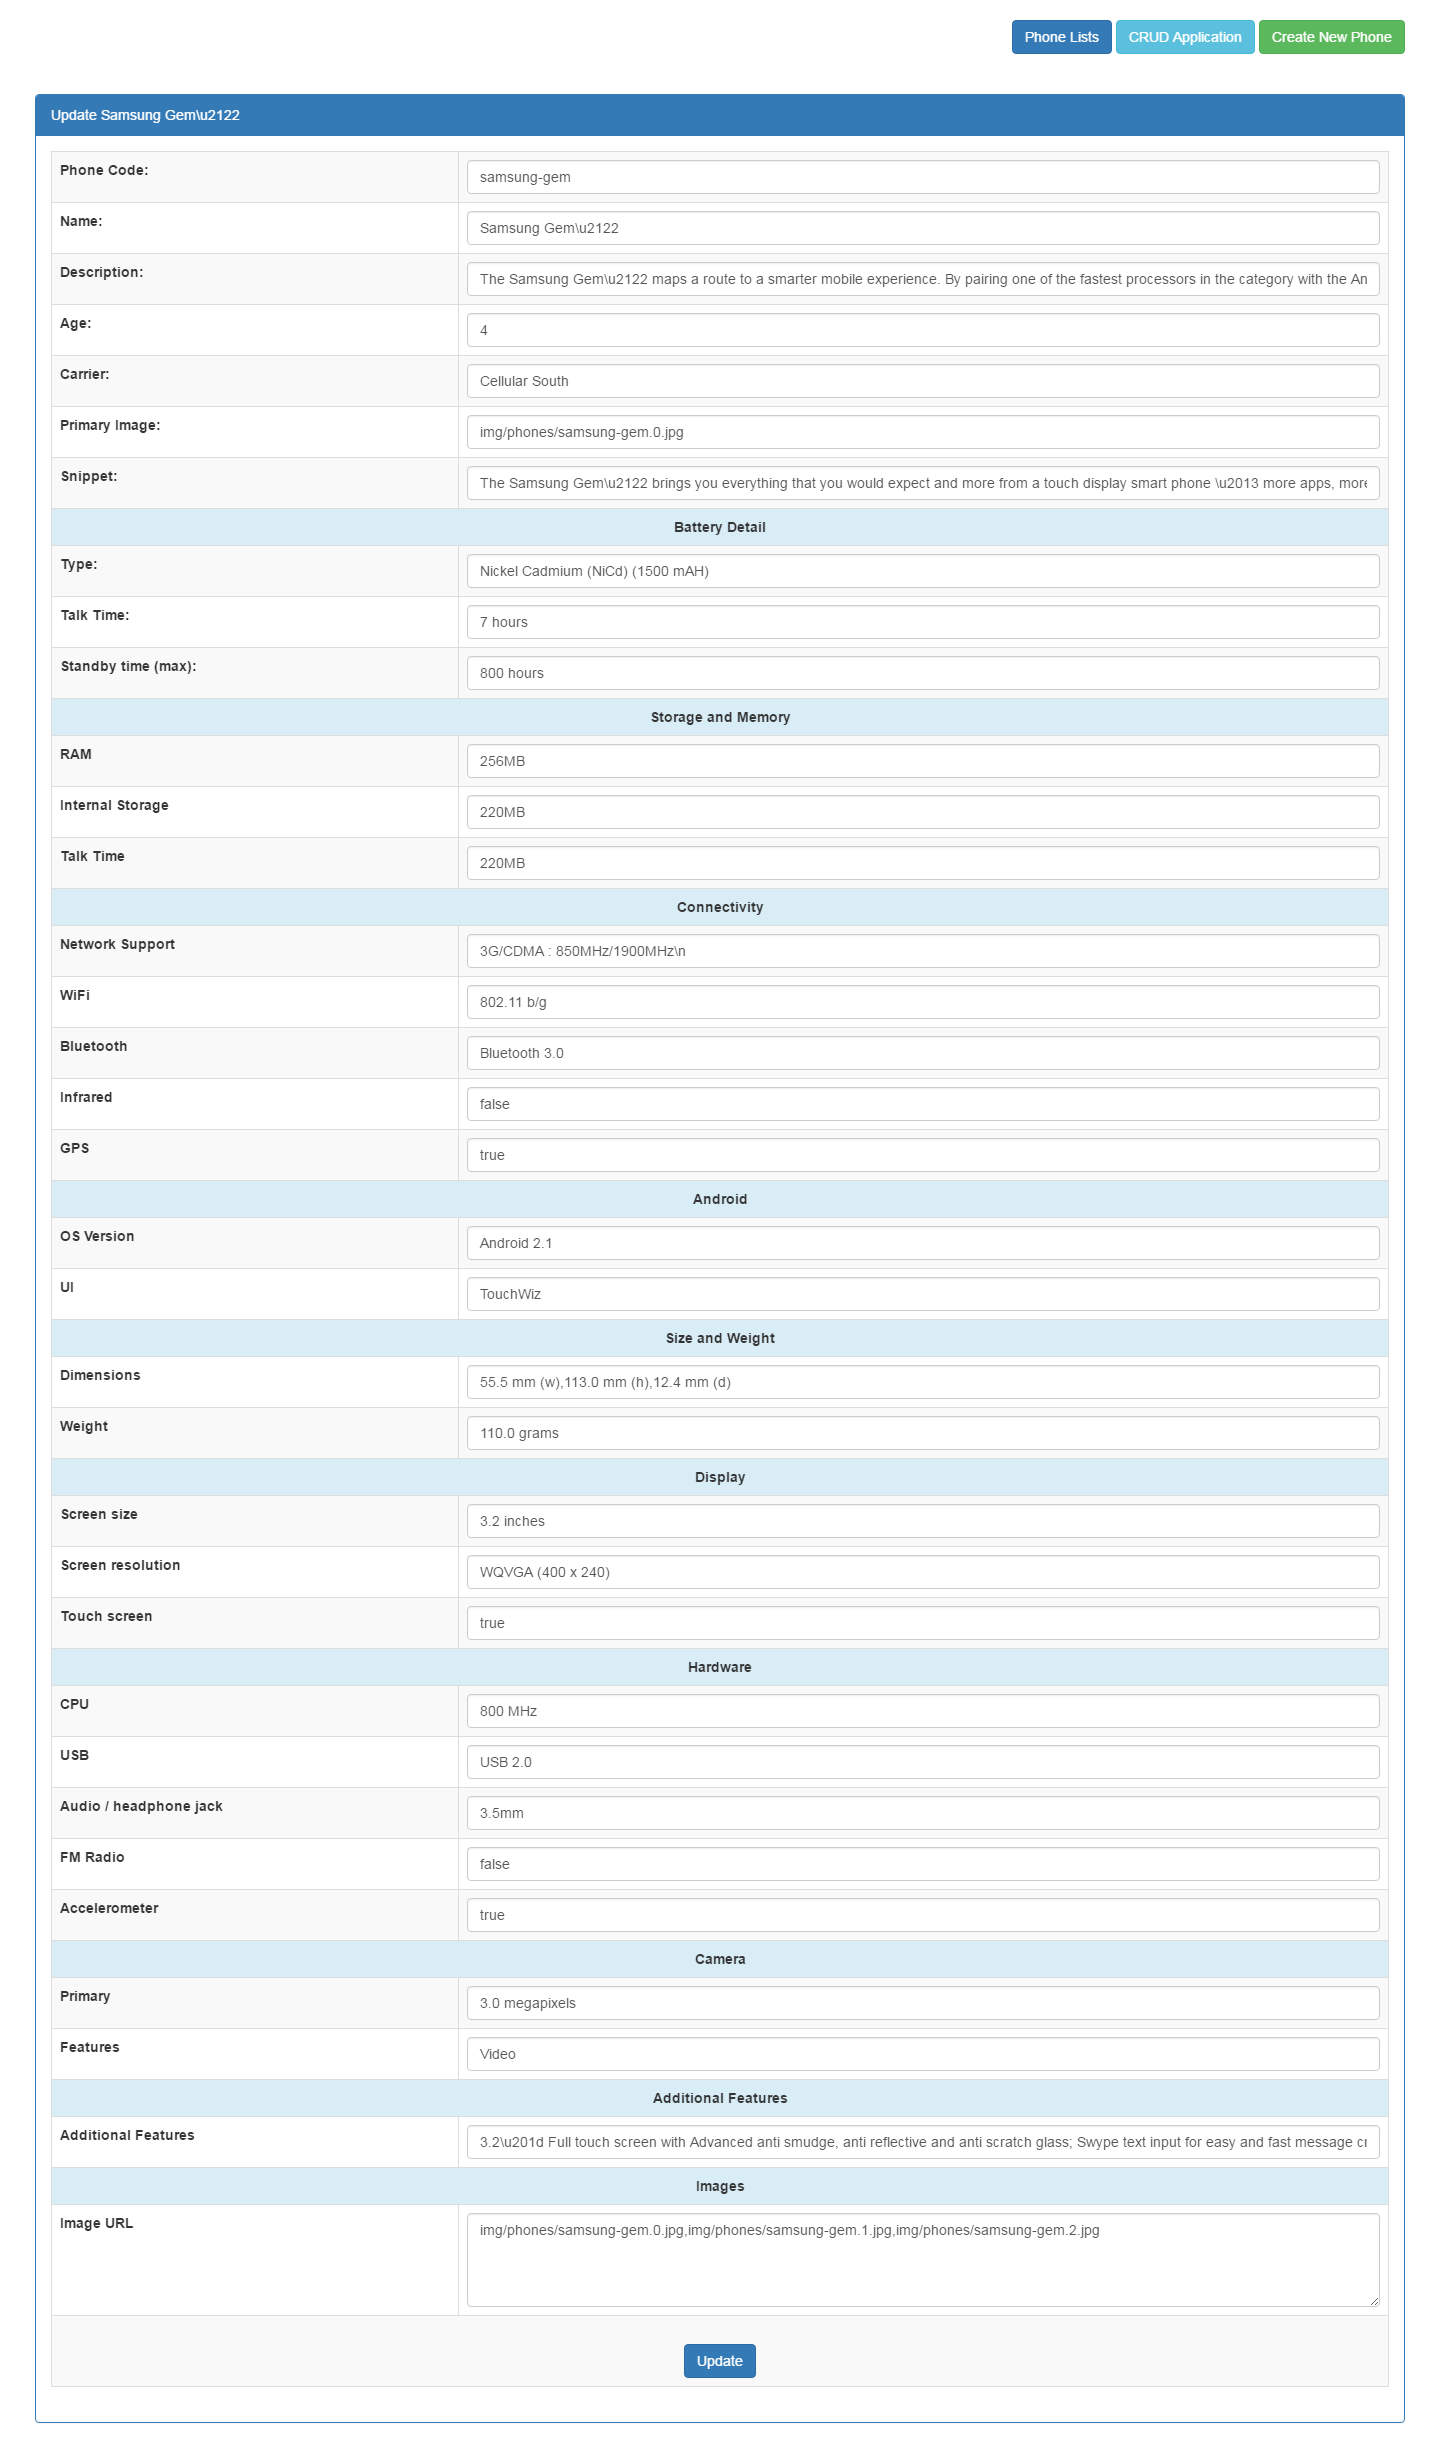 Phone Lists CRUD Application Create New Phone
Update Samsung Gem\u2122
Phone Code: samsung-gem
Name: Samsung Gem\u2122
Description: The Samsung Gem\u2122 maps a route to a smarter mobile experience. By pairing one of the fastest processors in the category with the An
Age: 4
Carrier: Cellular South
Primary Image: img/phones/samsung-gem.0.jpg
Snippet: The Samsung Gem\u2122 brings you everything that you would expect and more from a touch display smart phone \u2013 more apps, more
Battery Detail
Type: Nickel Cadmium (NiCd) (1500 mAH)
Talk Time: 7 hours
Standby time (max): 800 hours
Storage and Memory
RAM 256MB
Internal Storage 220MB
Talk Time 220MB
Connectivity
Network Support 3G/CDMA : 850MHz/1900MHz\n
WiFi 802.11 b/g
Bluetooth Bluetooth 3.0
Infrared false
GPS true
Android
OS Version Android 2.1
UI TouchWiz
Size and Weight
Dimensions 55.5 mm (w),113.0 mm (h),12.4 mm (d)
Weight 110.0 grams
Display
Screen size 3.2 inches
Screen resolution WQVGA (400 x 240)
Touch screen true
Hardware
CPU 800 MHz
USB USB 2.0
Audio / headphone jack 3.5mm
FM Radio false
Accelerometer true
Camera
Primary 3.0 megapixels
Features Video
Additional Features
Additional Features 3.2\u201d Full touch screen with Advanced anti smudge, anti reflective and anti scratch glass; Swype text input for easy and fast message cr
Images
Image URL img/phones/samsung-gem.0.jpg,img/phones/samsung-gem.1.jpg,img/phones/samsung-gem.2.jpg
Update